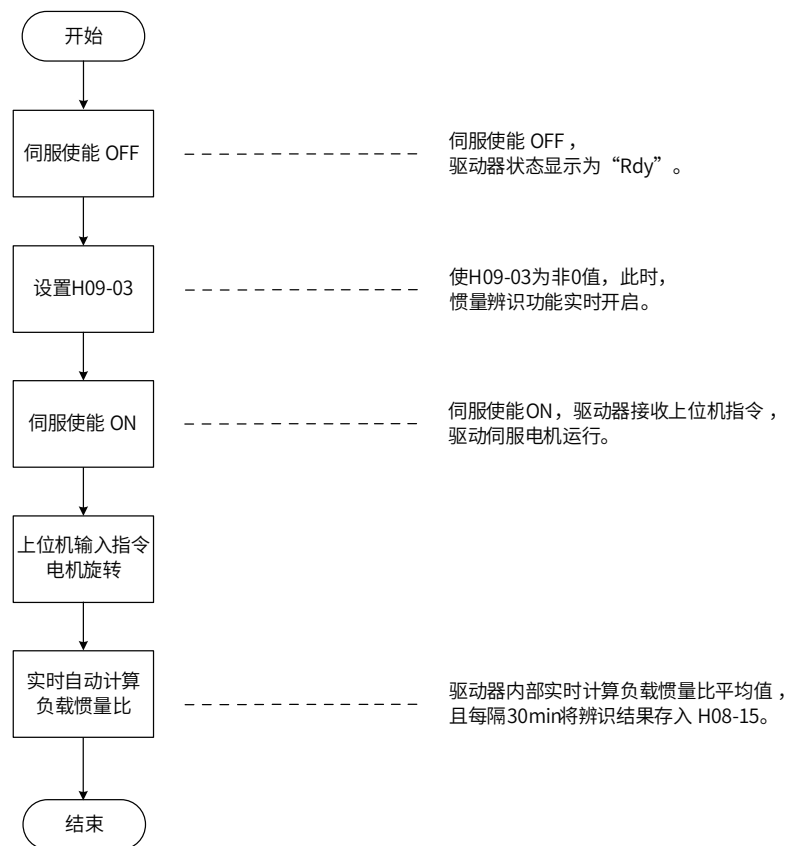 开始
伺服使能 OFF
伺服使能 OFF，
驱动器状态显示为“Rdy”。
设置H09-03
使H09-03为非0值，此时，
惯量辨识功能实时开启。
伺服使能 ON
伺服使能ON，驱动器接收上位机指令，
驱动伺服电机运行。
上位机输入指令
电机旋转
实时自动计算
负载惯量比
驱动器内部实时计算负载惯量比平均值，
且每隔30min将辨识结果存入 H08-15。
结束